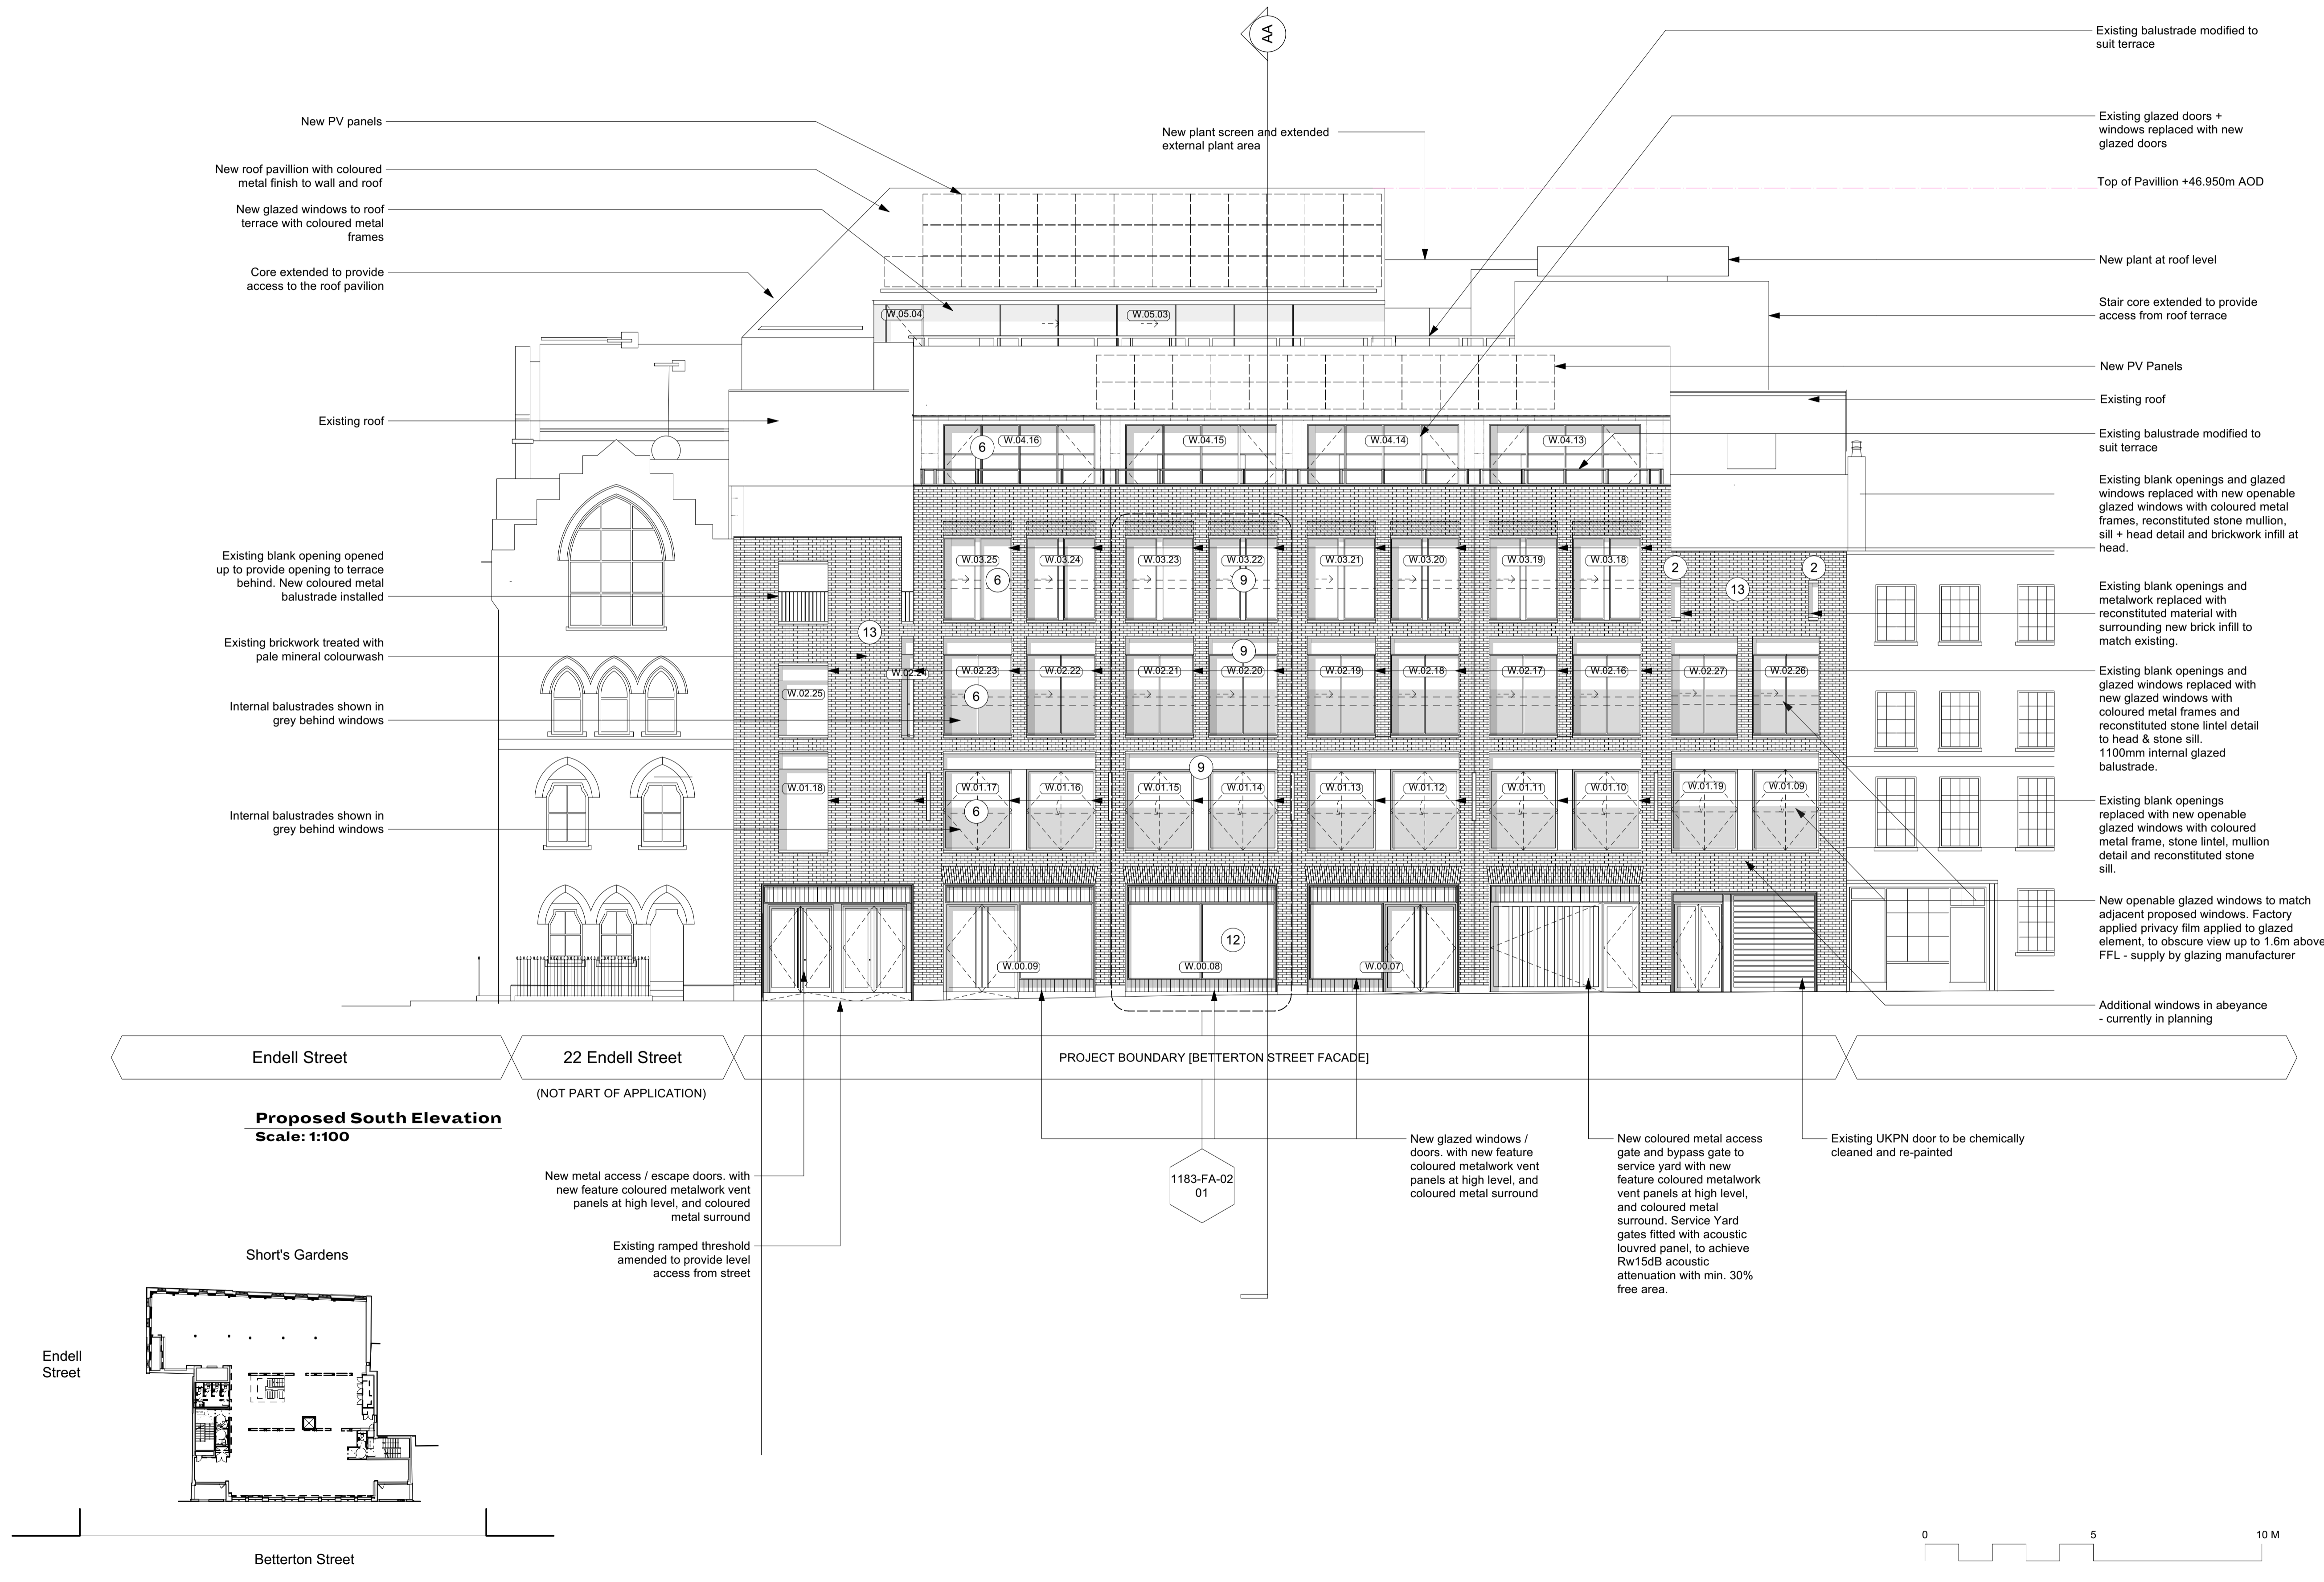 AA
Existing balustrade modified to
suit terrace
New PV panels
New plant screen and extended
external plant area
Existing glazed doors +
windows replaced with new
glazed doors
New roof pavillion with coloured
metal finish to wall and roof
Top of Pavillion +46.950m AOD
New glazed windows to roof
terrace with coloured metal
frames
Core extended to provide
access to the roof pavilion
New plant at roof level
Stair core extended to provide
access from roof terrace
W.05.04
W.05.03
New PV Panels
Existing roof
Existing roof
Existing balustrade modified to
suit terrace
6
W.04.16
W.04.15
W.04.14
W.04.13
Existing blank openings and glazed
windows replaced with new openable
glazed windows with coloured metal
frames, reconstituted stone mullion,
sill + head detail and brickwork infill at
head.
Existing blank opening opened
up to provide opening to terrace
behind. New coloured metal
balustrade installed
W.03.25
W.03.24
W.03.23
W.03.22
W.03.21
W.03.20
W.03.19
W.03.18
6
9
2
13
2
Existing blank openings and
metalwork replaced with
reconstituted material with
surrounding new brick infill to
match existing.
Existing brickwork treated with
pale mineral colourwash
13
9
W.02.25
W.02.2
W.02.23
W.02.22
W.02.21
W.02.20
W.02.19
W.02.18
W.02.17
W.02.16
W.02.27
W.02.26
6
Existing blank openings and
glazed windows replaced with
new glazed windows with
coloured metal frames and
reconstituted stone lintel detail
to head & stone sill.
1100mm internal glazed
balustrade.
Internal balustrades shown in
grey behind windows
9
W.01.18
W.01.17
W.01.16
W.01.15
W.01.14
W.01.13
W.01.12
W.01.11
W.01.10
W.01.19
W.01.09
6
Existing blank openings
replaced with new openable
glazed windows with coloured
metal frame, stone lintel, mullion
detail and reconstituted stone
sill.
Internal balustrades shown in
grey behind windows
New openable glazed windows to match
adjacent proposed windows. Factory
applied privacy film applied to glazed
element, to obscure view up to 1.6m above
FFL - supply by glazing manufacturer
12
W.00.09
W.00.08
W.00.07
Additional windows in abeyance
- currently in planning
Endell Street
22 Endell Street
PROJECT BOUNDARY [BETTERTON STREET FACADE]
(NOT PART OF APPLICATION)
Proposed South Elevation
Scale: 1:100
New metal access / escape doors. with
new feature coloured metalwork vent
panels at high level, and coloured
metal surround
Existing ramped threshold
amended to provide level
access from street
1183-FA-02
01
New glazed windows /
doors. with new feature
coloured metalwork vent
panels at high level, and
coloured metal surround
New coloured metal access
gate and bypass gate to
service yard with new
feature coloured metalwork
vent panels at high level,
and coloured metal
surround. Service Yard
gates fitted with acoustic
louvred panel, to achieve
Rw15dB acoustic
attenuation with min. 30%
free area.
Existing UKPN door to be chemically
cleaned and re-painted
Short's Gardens
Endell
Street
Betterton Street
0
5
10 M